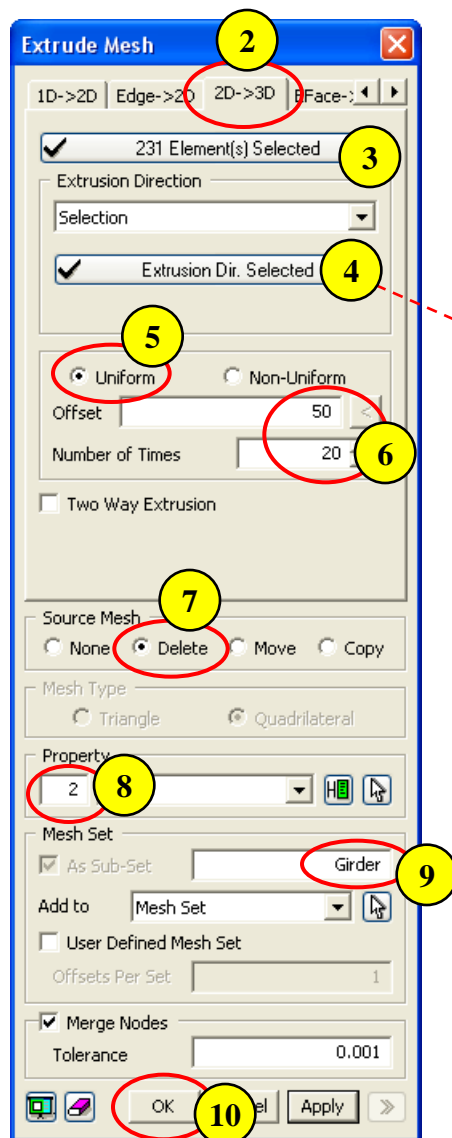 Extrude Mesh
2
1D->2D Edge->2D 2D->3D
231 Element(s) Selected
3
Extrusion Direction
Selection
Extrusion Dir. Selected
4
5
Uniform Non-Uniform
Offset 50 <
Number of Times 20
6
Two Way Extrusion
7
Source Mesh
None Delete Move Copy
Mesh Type
Triangle Quadrilateral
Property
2
8
Mesh Set
As Sub-Set Girder
9
Add to Mesh Set
User Defined Mesh Set
Offsets Per Set 1
Merge Nodes
Tolerance 0.001
OK 10 Apply >>